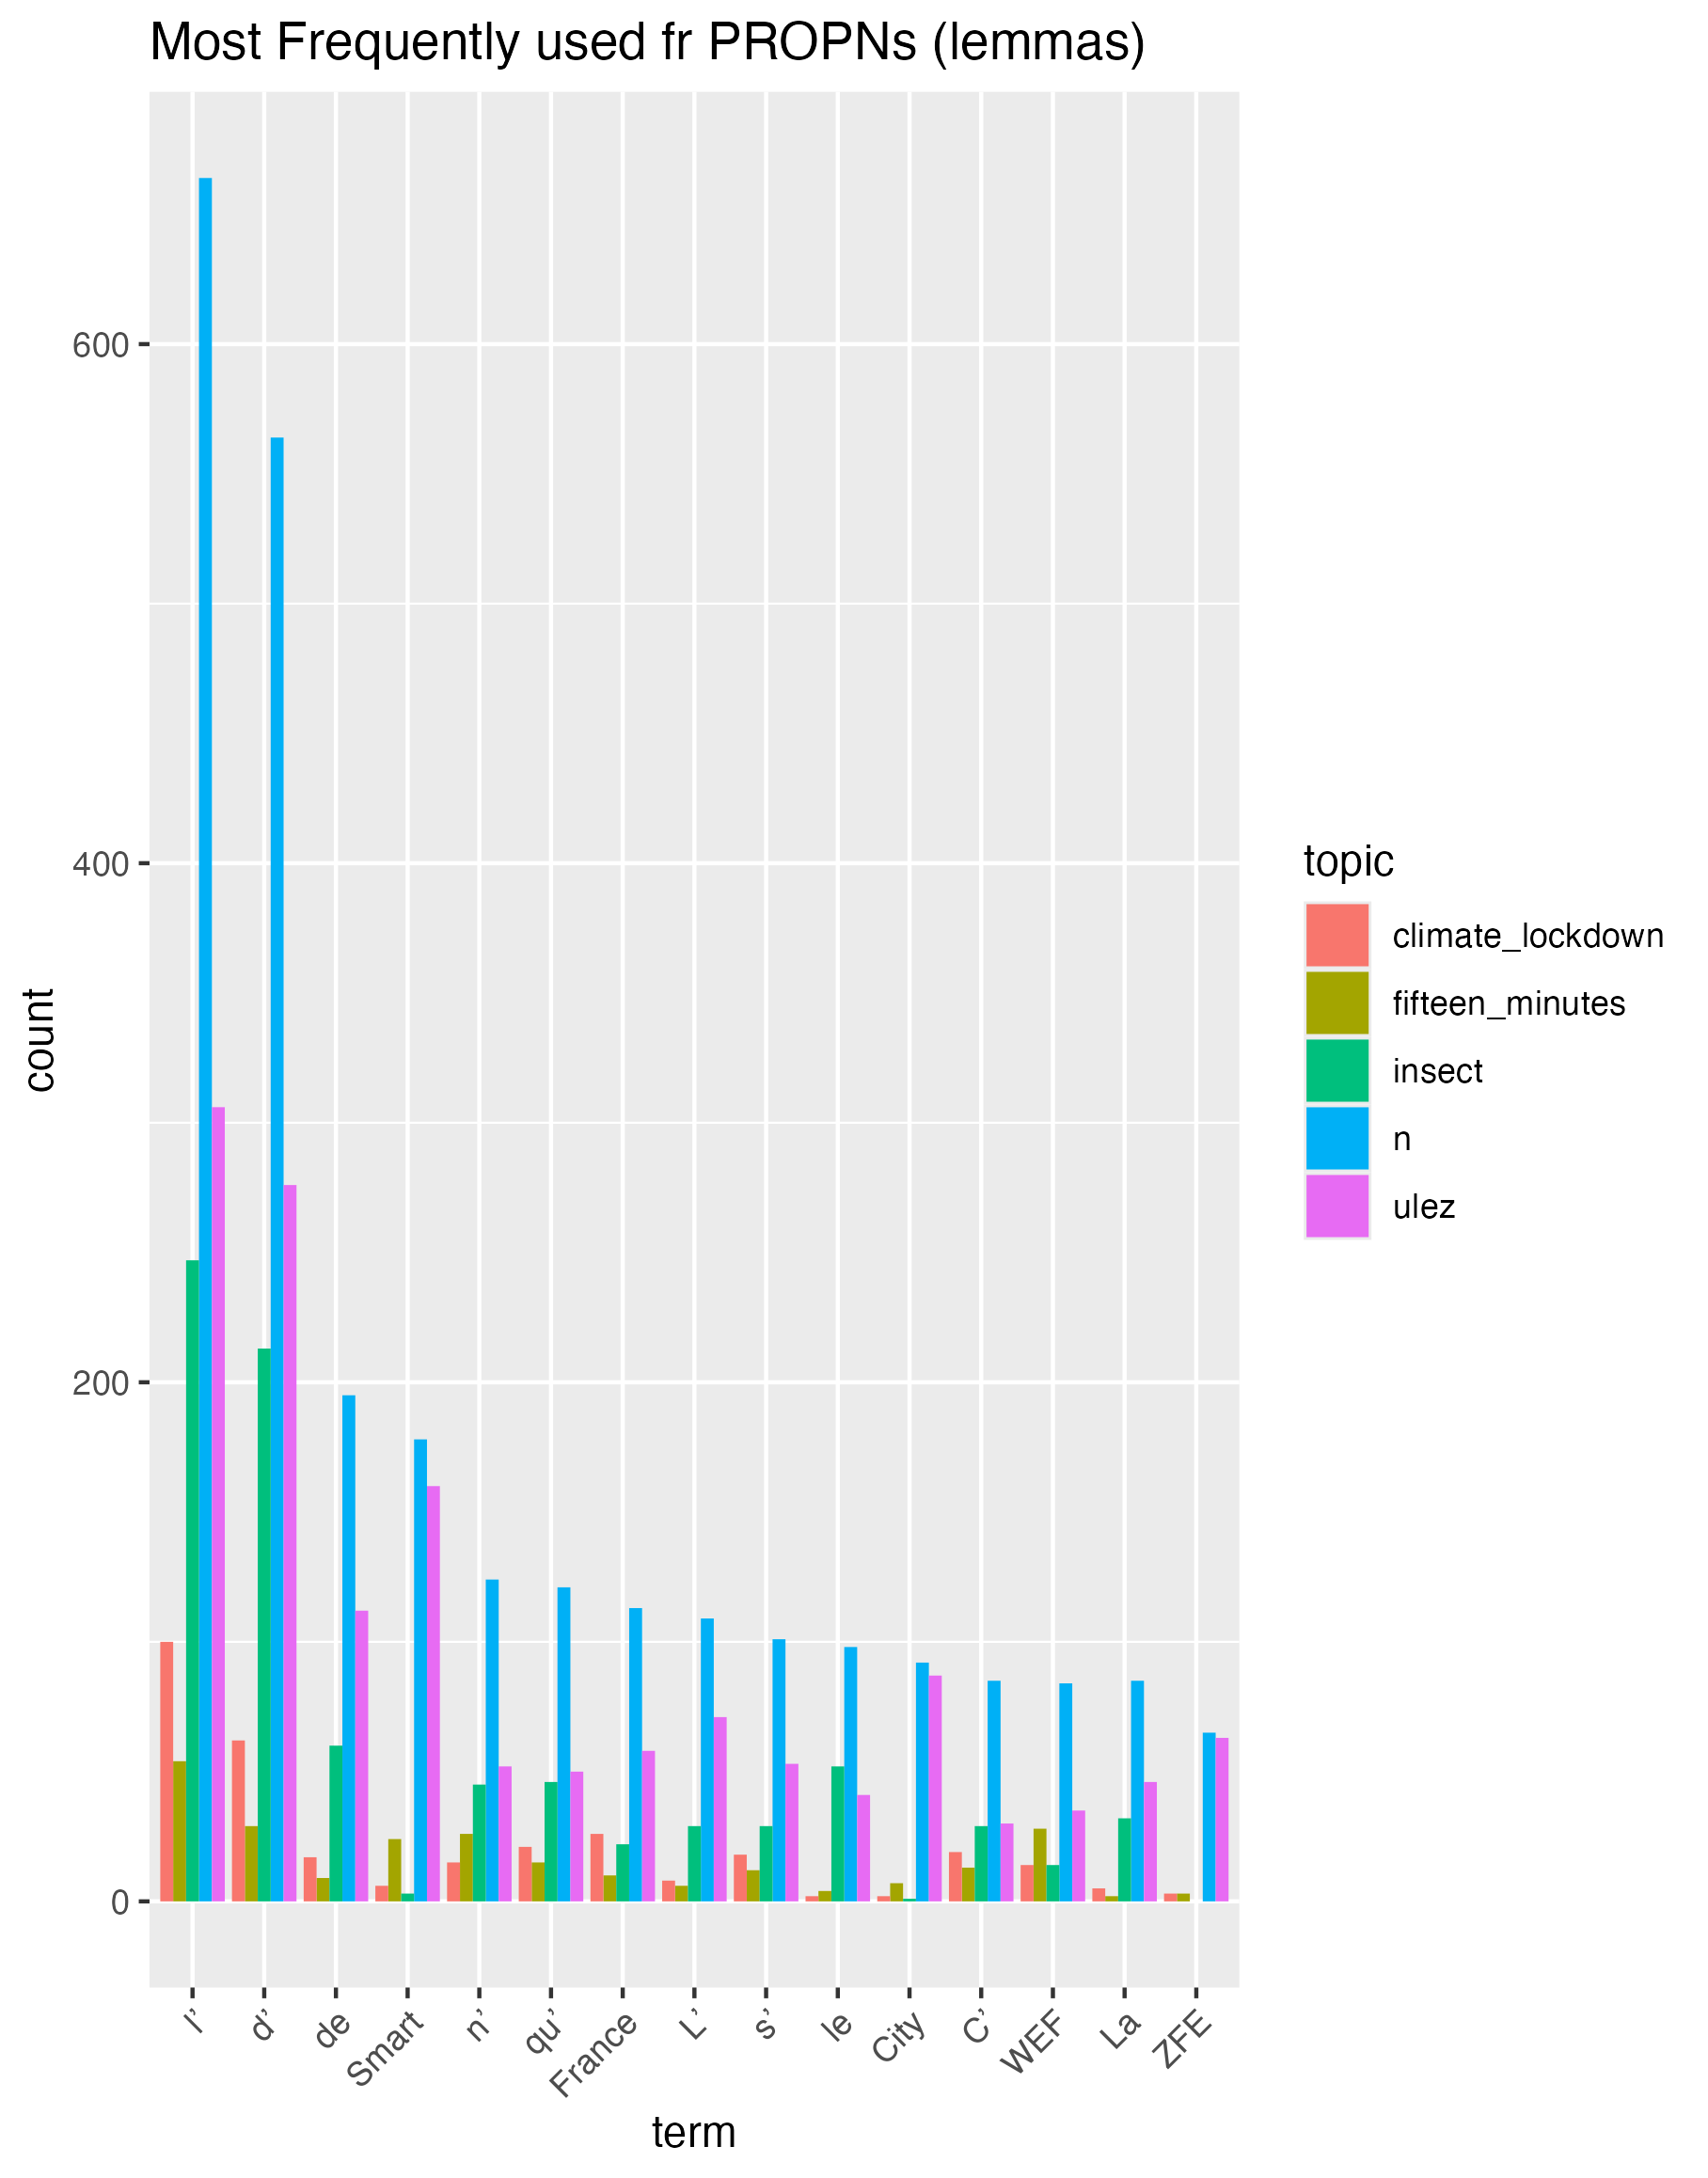 Most Frequently used fr PROPNs (lemmas)
600
400
200
0
count
l’
d’
de
Smart
n’
qu’
France
L’
s’
le
City
C’
WEF
La
ZFE
term
topic
climate_lockdown
fifteen_minutes
insect
n
ulez